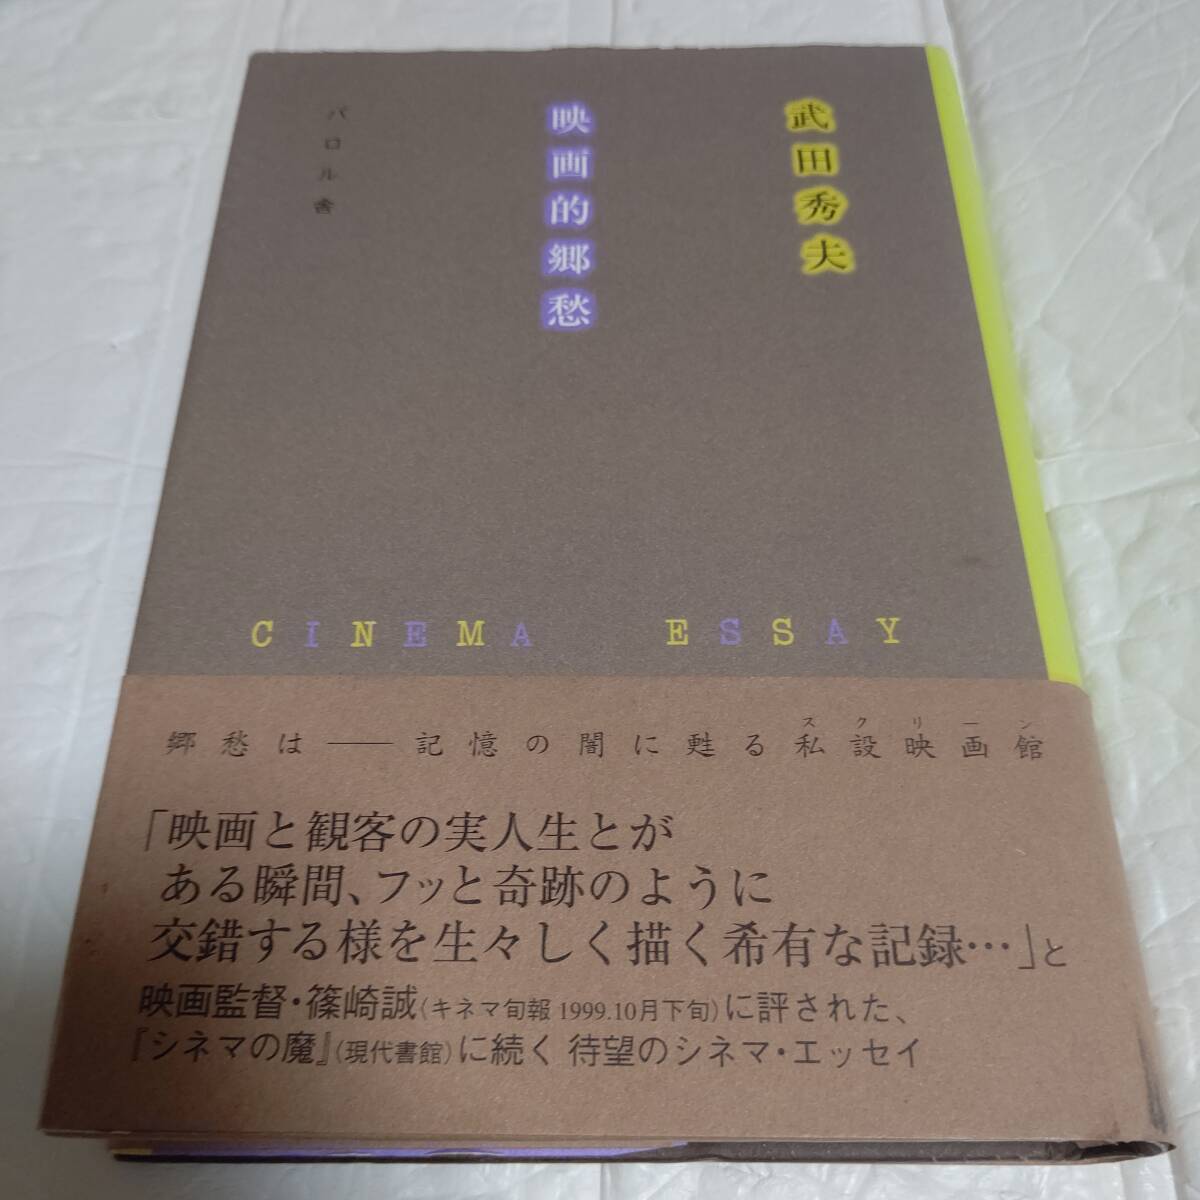 武田秀夫
映画的郷愁
パロル舎
CINEMA ESSAY
郷愁は——記憶の闇に甦る私設映画館
スクリーン
「映画と観客の実人生とが
ある瞬間、フッと奇跡のように
交錯する様を生々しく描く希有な記録…」と
映画監督・篠崎誠(キネマ旬報 1999.10月下旬)に評された、
『シネマの魔』(現代書館)に続く 待望のシネマ・エッセイ